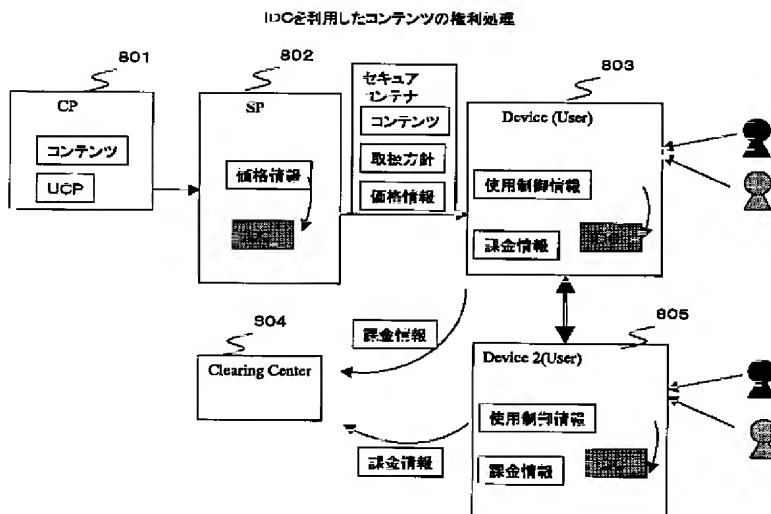 IDCを利用したコンテンツの権利処理
801
802
803
CP
コンテンツ
UCP
SP
価格情報
セキュア
コンテナ
コンテンツ
取扱方針
価格情報
Device (User)
使用制御情報
課金情報
804
Clearing Center
課金情報
課金情報
805
Device 2(User)
使用制御情報
課金情報